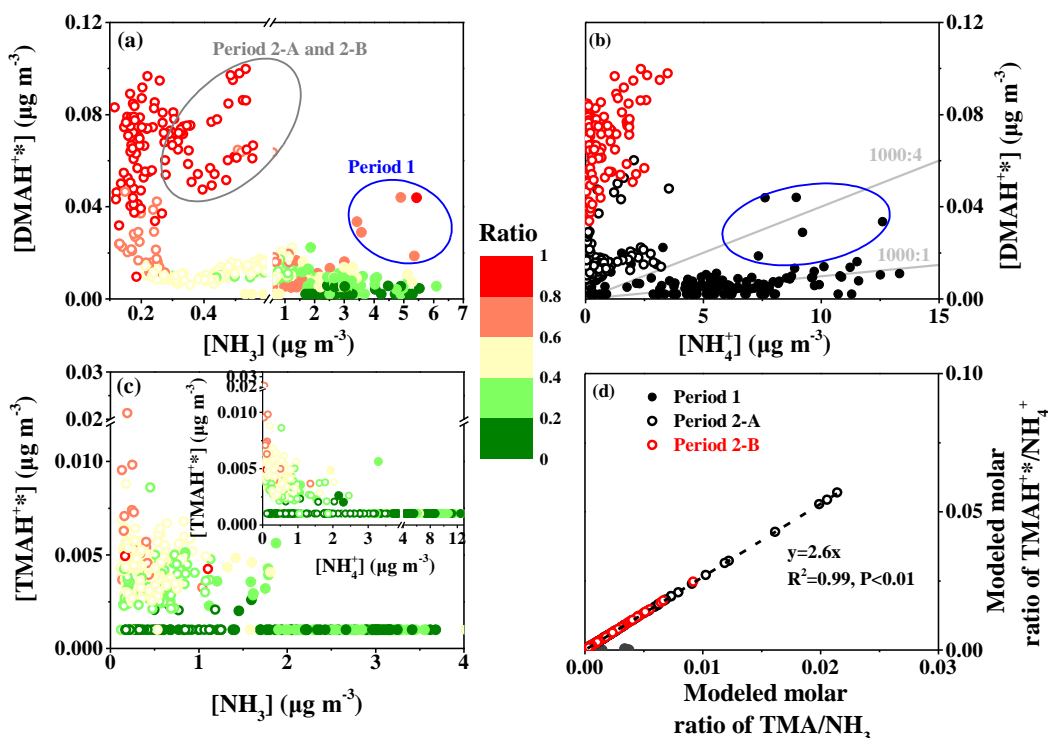 (a)
Period 2-A and 2-B
Period 1
[DMAH⁺*] (µg m⁻³)
0.12
0.08
0.04
0.00
0.2
0.4
1
2
3
4
5
6
7
[NH₃] (µg m⁻³)
(b)
1000:4
1000:1
0.12
0.08
0.04
0.00
[DMAH⁺*] (µg m⁻³)
0
5
10
15
[NH₄⁺] (µg m⁻³)
Ratio
1
0.8
0.6
0.4
0.2
0
(c)
[TMAH⁺*] (µg m⁻³)
0.03
0.02
0.010
0.005
0.000
0
1
2
3
4
[NH₃] (µg m⁻³)
[TMAH⁺*] (µg m⁻³)
0.03
0.02
0.010
0.005
0.000
0
1
2
3
4
8
12
[NH₄⁺] (µg m⁻³)
(d)
Period 1
Period 2-A
Period 2-B
y=2.6x
R²=0.99, P<0.01
0.10
0.05
0.00
Modeled molar
ratio of TMAH⁺*/NH₄⁺
0.00
0.01
0.02
0.03
Modeled molar
ratio of TMA/NH₃